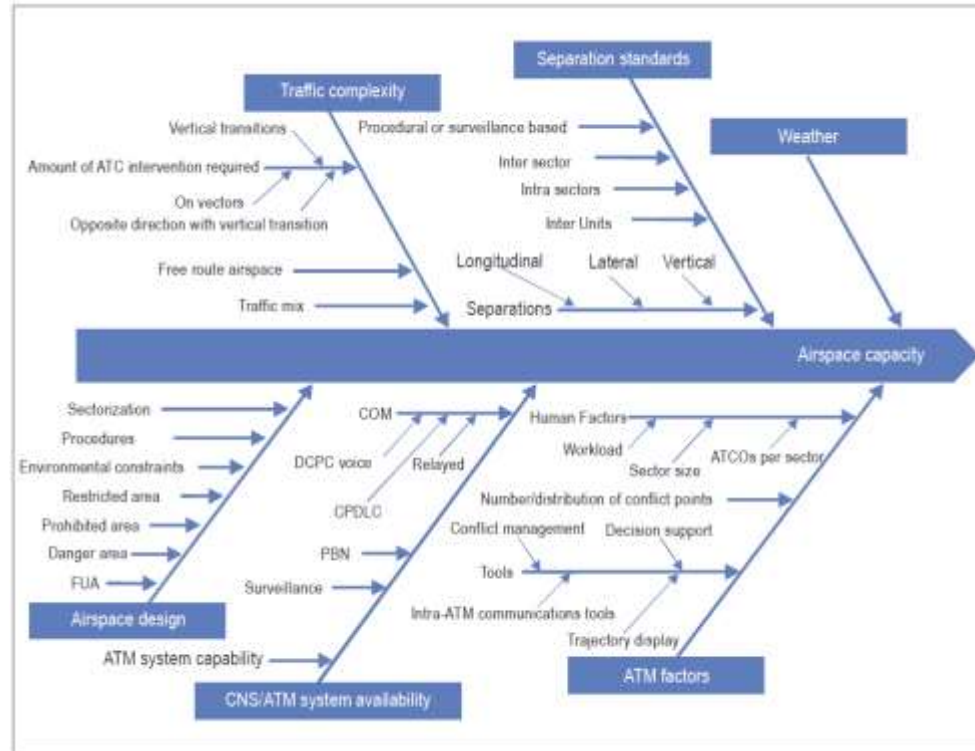 Separation standards
Traffic complexity
Vertical transitions
Procedural or surveillance based
Weather
Amount of ATC intervention required
Inter sector
On vectors
Intra sectors
Opposite direction with vertical transition
Inter Units
Longitudinal
Lateral
Vertical
Free route airspace
Traffic mix
Separations
Airspace capacity
Sectorization
COM
Human Factors
Procedures
Workload
ATCOs per sector
Environmental constraints
DCPC voice
Relayed
Sector size
Restricted area
Number/distribution of conflict points
CPDLC
Prohibited area
Conflict management
Decision support
Danger area
PBN
Tools
FUA
Surveillance
Intra-ATM communications tools
Airspace design
Trajectory display
ATM system capability
ATM factors
CNS/ATM system availability